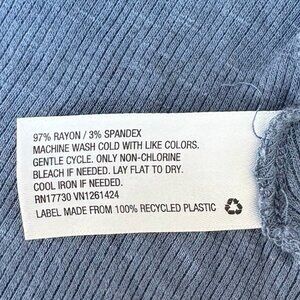 97% RAYON / 3% SPANDEX
MACHINE WASH COLD WITH LIKE COLORS.
GENTLE CYCLE. ONLY NON-CHLORINE
BLEACH IF NEEDED. LAY FLAT TO DRY.
COOL IRON IF NEEDED.
RN17730 VN1261424
LABEL MADE FROM 100% RECYCLED PLASTIC